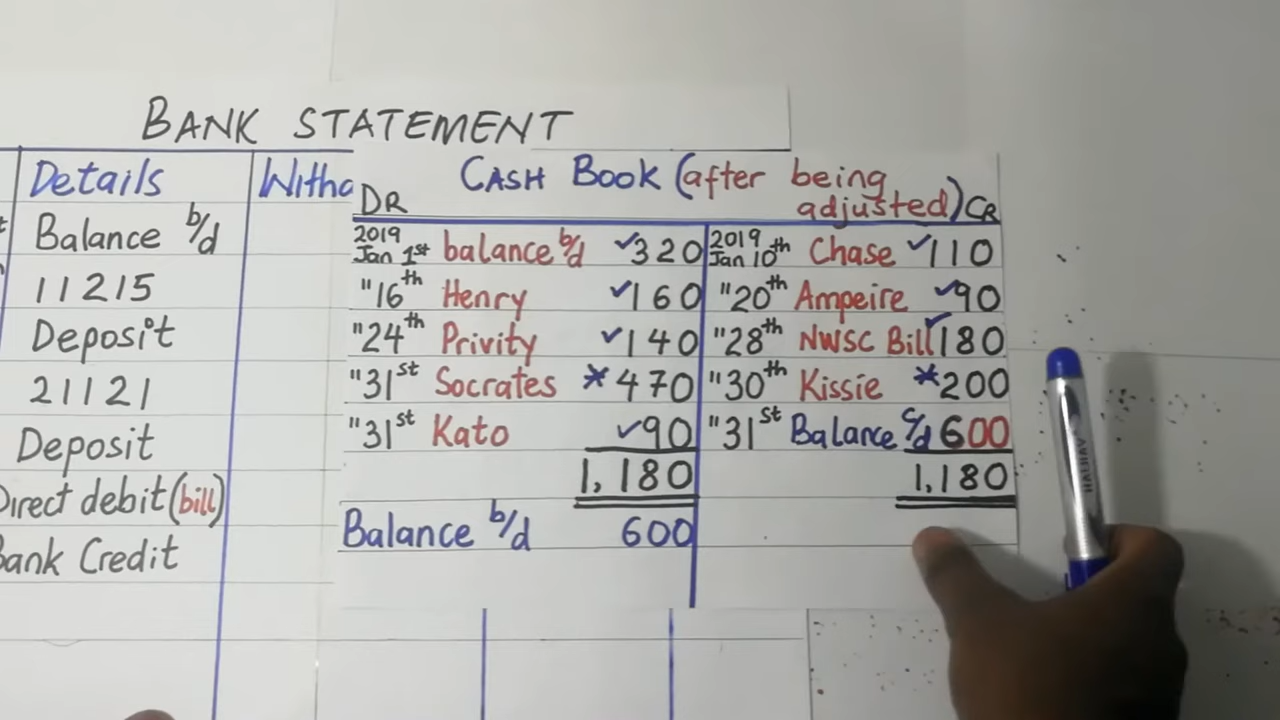 BANK STATEMENT
Details Witha
Balance b/d
11215
Deposit
21121
Deposit
Direct debit (bill)
Bank Credit
CASH BOOK (after being adjusted)
DR CR
2019 Jan 1st balance b/d ✓320 2019 Jan 10th Chase ✓110
"16th Henry ✓160 "20th Ampeire ✓90
"24th Privity ✓140 "28th NWSC Bill ✓180
"31st Socrates *470 "30th Kissie *200
"31st Kato ✓90 "31st Balance c/d 600
1,180 1,180
Balance b/d 600